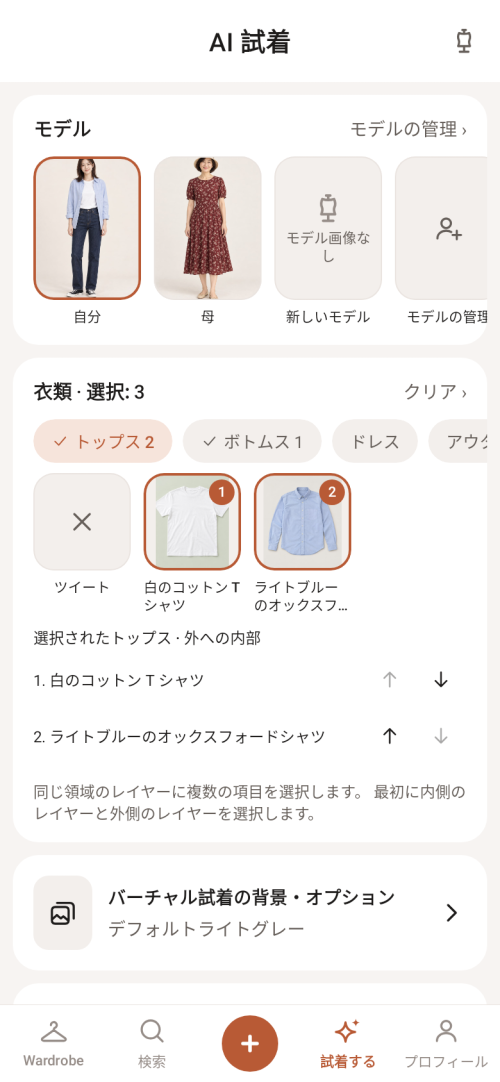 AI 試着
モデル
モデルの管理 ›
モデル画像な
し
自分
母
新しいモデル
モデルの管理
衣類 · 選択: 3
クリア ›
トップス 2
ボトムス 1
ドレス
アウタ
1
2
ツイート
白のコットン T
シャツ
ライトブルー
のオックスフ...
選択されたトップス · 外への内部
1. 白のコットン T シャツ
2. ライトブルーのオックスフォードシャツ
同じ領域のレイヤーに複数の項目を選択します。 最初に内側の
レイヤーと外側のレイヤーを選択します。
バーチャル試着の背景・オプション
デフォルトライトグレー
Wardrobe
検索
試着する
プロフィール